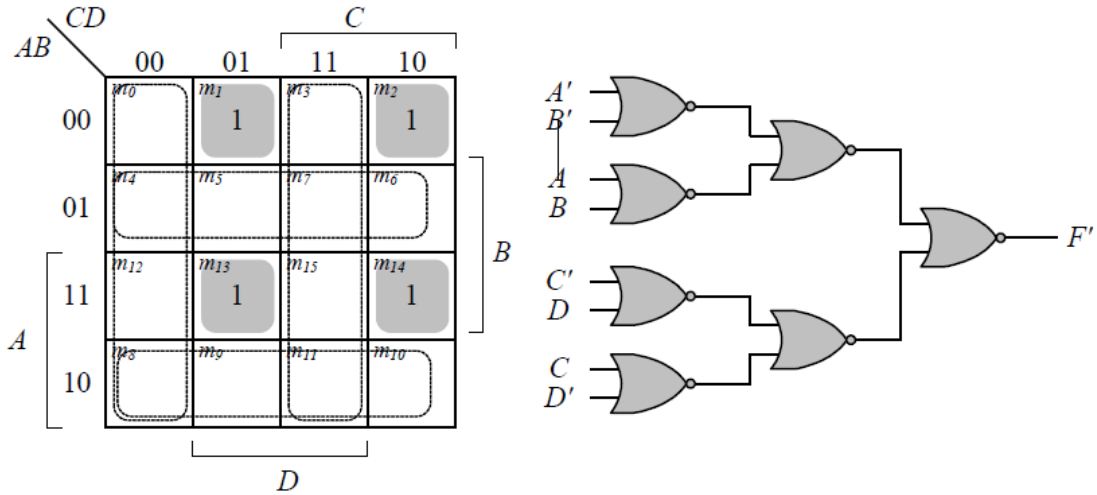 CD
C
AB
00 01 11 10
00 m0 m1 1 m3 m2 1
01 m4 m5 m7 m6
11 m12 m13 1 m15 m14 1
10 m8 m9 m11 m10
A
B
D
A'
B'
A
B
C'
D
C
D'
F'